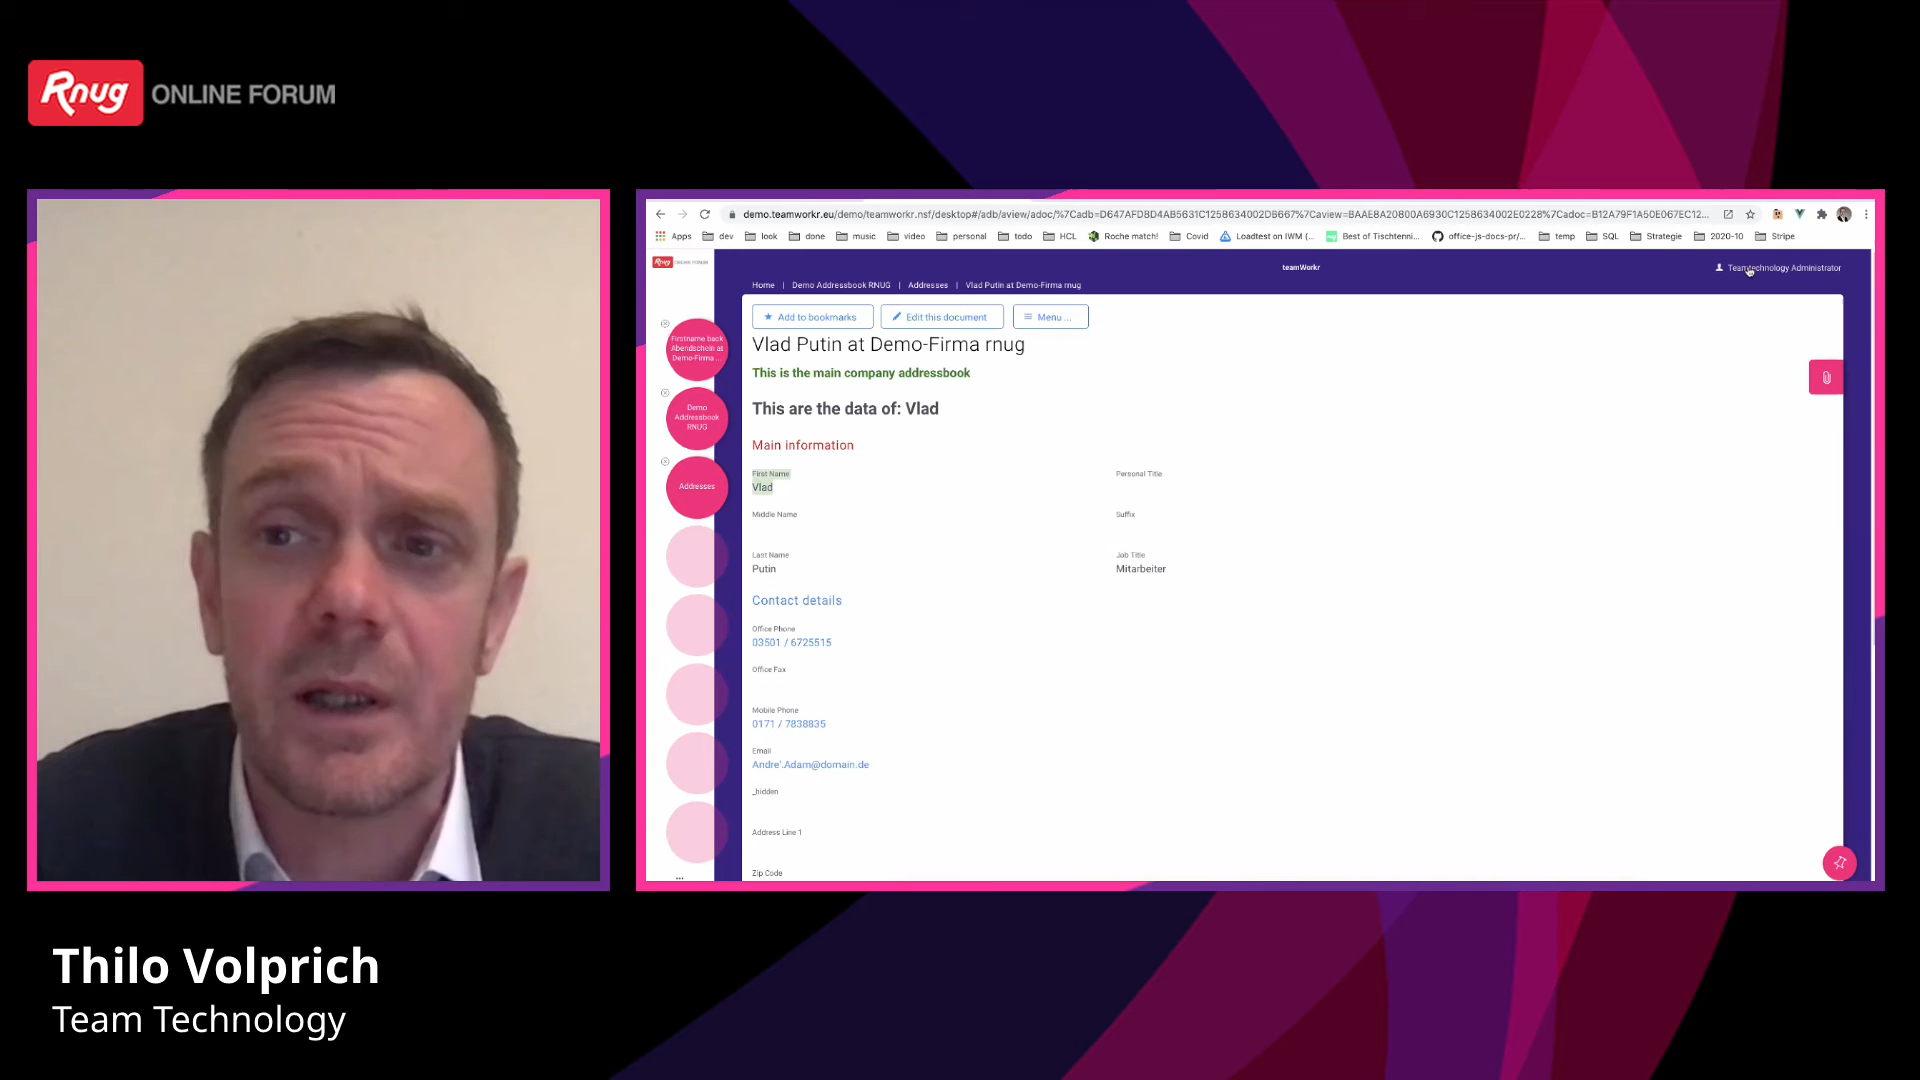 Rnug ONLINE FORUM
demo.teamworkr.eu/demo/teamworkr.nsf/desktop#/adb/aview/adoc/%7Cadb=D647AFD8D4AB5631C1258634002DB667%7Caview=BAAE8A20800A6930C1258634002E0228%7Cadoc=B12A79F1A50E067EC12...
Apps dev look done music video personal todo HCL Roche match! Covid Loadtest on IWM (... Best of Tischtenni... office-js-docs-pr/... temp SQL Strategie 2020-10 Stripe
Rnug ONLINE FORUM
teamWorkr
Teamtechnology Administrator
Home | Demo Addressbook RNUG | Addresses | Vlad Putin at Demo-Firma rnug
Add to bookmarks
Edit this document
Menu ...
Firstname back
Abendschein at
Demo-Firma ...
Demo
Addressbook
RNUG
Addresses
...
Vlad Putin at Demo-Firma rnug
This is the main company addressbook
This are the data of: Vlad
Main information
First Name
Vlad
Personal Title
Middle Name
Suffix
Last Name
Putin
Job Title
Mitarbeiter
Contact details
Office Phone
03501 / 6725515
Office Fax
Mobile Phone
0171 / 7838835
Email
Andre'.Adam@domain.de
_hidden
Address Line 1
Zip Code
Thilo Volprich
Team Technology